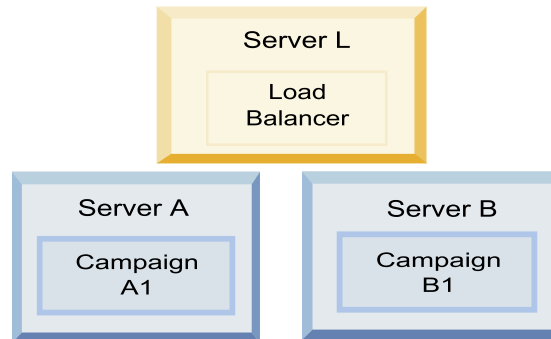 Server L
Load
Balancer
Server A
Campaign
A1
Server B
Campaign
B1